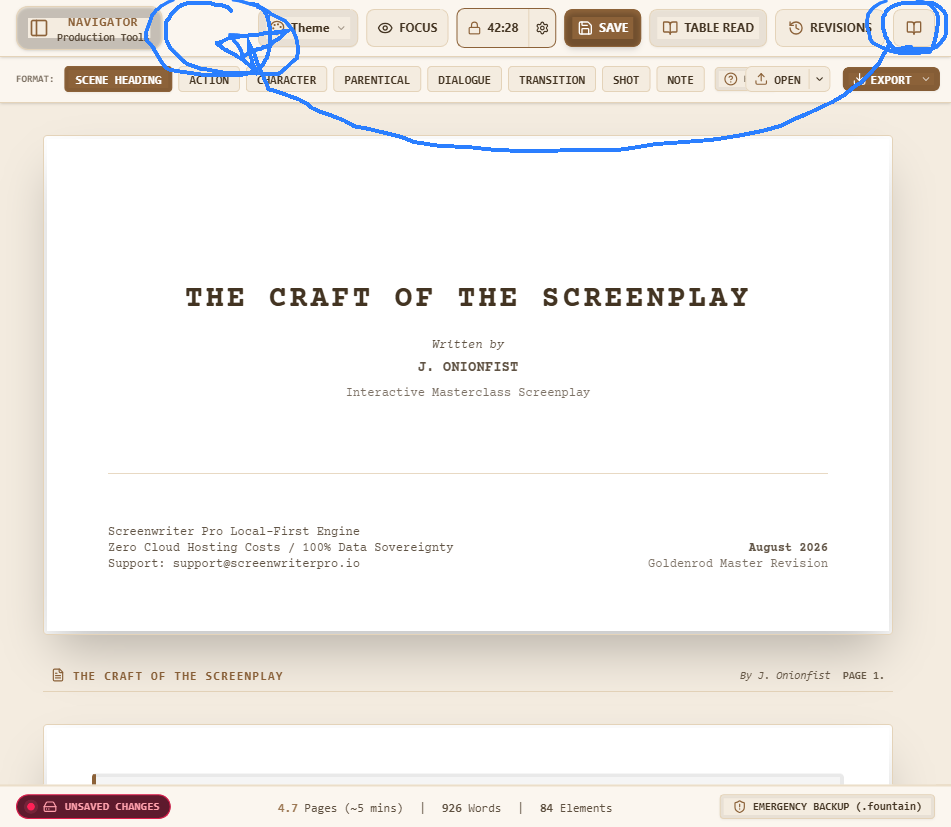 NAVIGATOR
Production Tool
Theme
FOCUS
42:28
SAVE
TABLE READ
REVISIONS
FORMAT:
SCENE HEADING
ACTION
CHARACTER
PARENTICAL
DIALOGUE
TRANSITION
SHOT
NOTE
OPEN
EXPORT
THE CRAFT OF THE SCREENPLAY
Written by
J. ONIONFIST
Interactive Masterclass Screenplay
Screenwriter Pro Local-First Engine
Zero Cloud Hosting Costs / 100% Data Sovereignty
Support: support@screenwriterpro.io
August 2026
Goldenrod Master Revision
THE CRAFT OF THE SCREENPLAY
By J. Onionfist PAGE 1.
UNSAVED CHANGES
4.7 Pages (~5 mins) | 926 Words | 84 Elements
EMERGENCY BACKUP (.fountain)